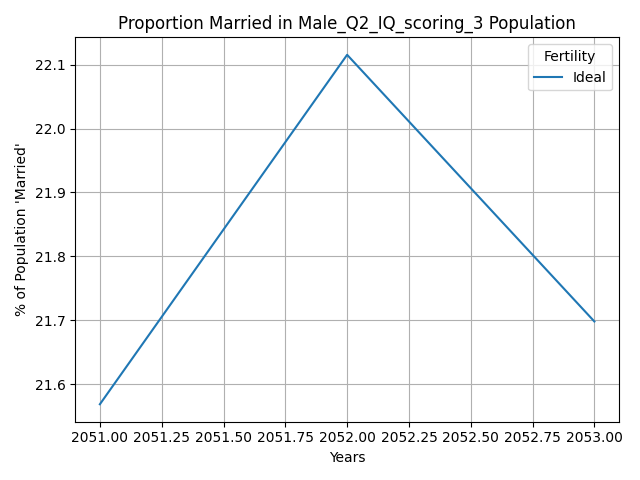 Proportion Married in Male_Q2_IQ_scoring_3 Population
Fertility
Ideal
% of Population 'Married'
22.1
22.0
21.9
21.8
21.7
21.6
2051.00 2051.25 2051.50 2051.75 2052.00 2052.25 2052.50 2052.75 2053.00
Years